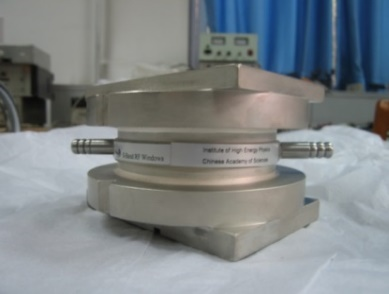 RF Windows
Institute of High Energy Physics
Chinese Academy of Sciences